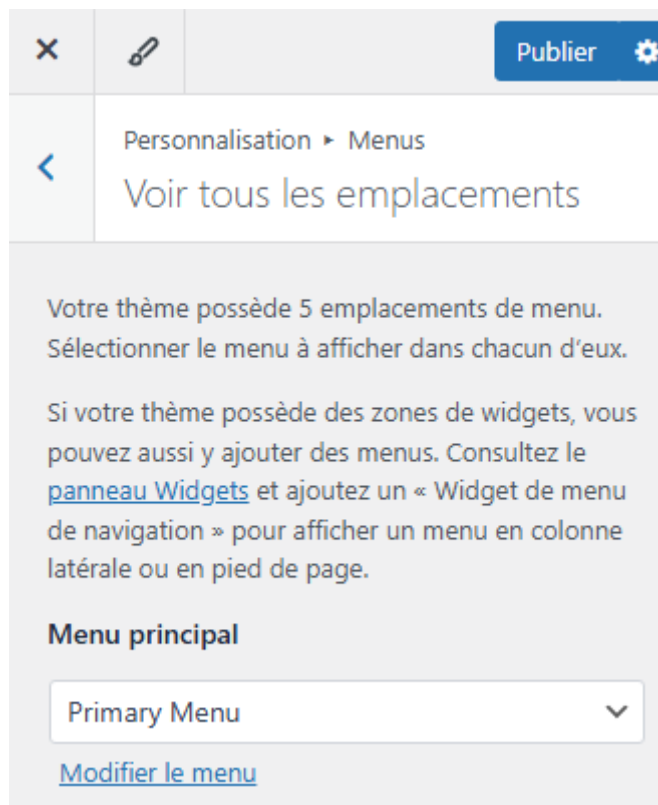 Publier
Personnalisation ▸ Menus
Voir tous les emplacements
Votre thème possède 5 emplacements de menu.
Sélectionner le menu à afficher dans chacun d’eux.
Si votre thème possède des zones de widgets, vous
pouvez aussi y ajouter des menus. Consultez le
panneau Widgets et ajoutez un « Widget de menu
de navigation » pour afficher un menu en colonne
latérale ou en pied de page.
Menu principal
Primary Menu
Modifier le menu